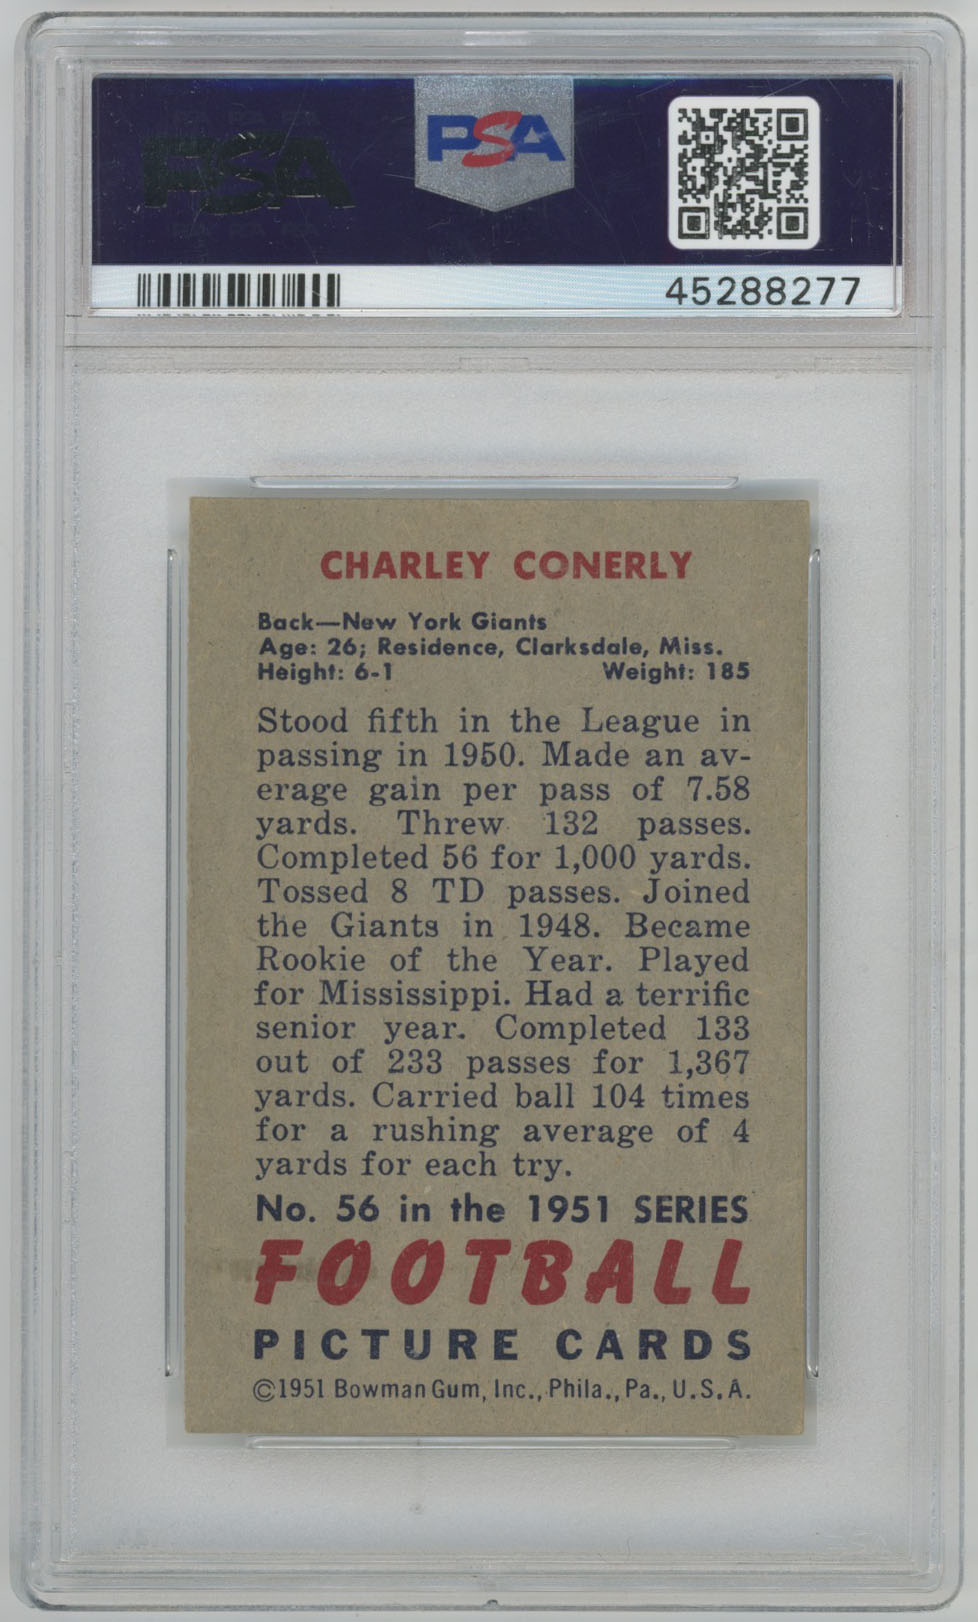 PSA
PSA
45288277
CHARLEY CONERLY
Back—New York Giants
Age: 26; Residence, Clarksdale, Miss.
Height: 6-1 Weight: 185
Stood fifth in the League in
passing in 1950. Made an av-
erage gain per pass of 7.58
yards. Threw 132 passes.
Completed 56 for 1,000 yards.
Tossed 8 TD passes. Joined
the Giants in 1948. Became
Rookie of the Year. Played
for Mississippi. Had a terrific
senior year. Completed 133
out of 233 passes for 1,367
yards. Carried ball 104 times
for a rushing average of 4
yards for each try.
No. 56 in the 1951 SERIES
FOOTBALL
PICTURE CARDS
©1951 Bowman Gum, Inc., Phila., Pa., U.S.A.